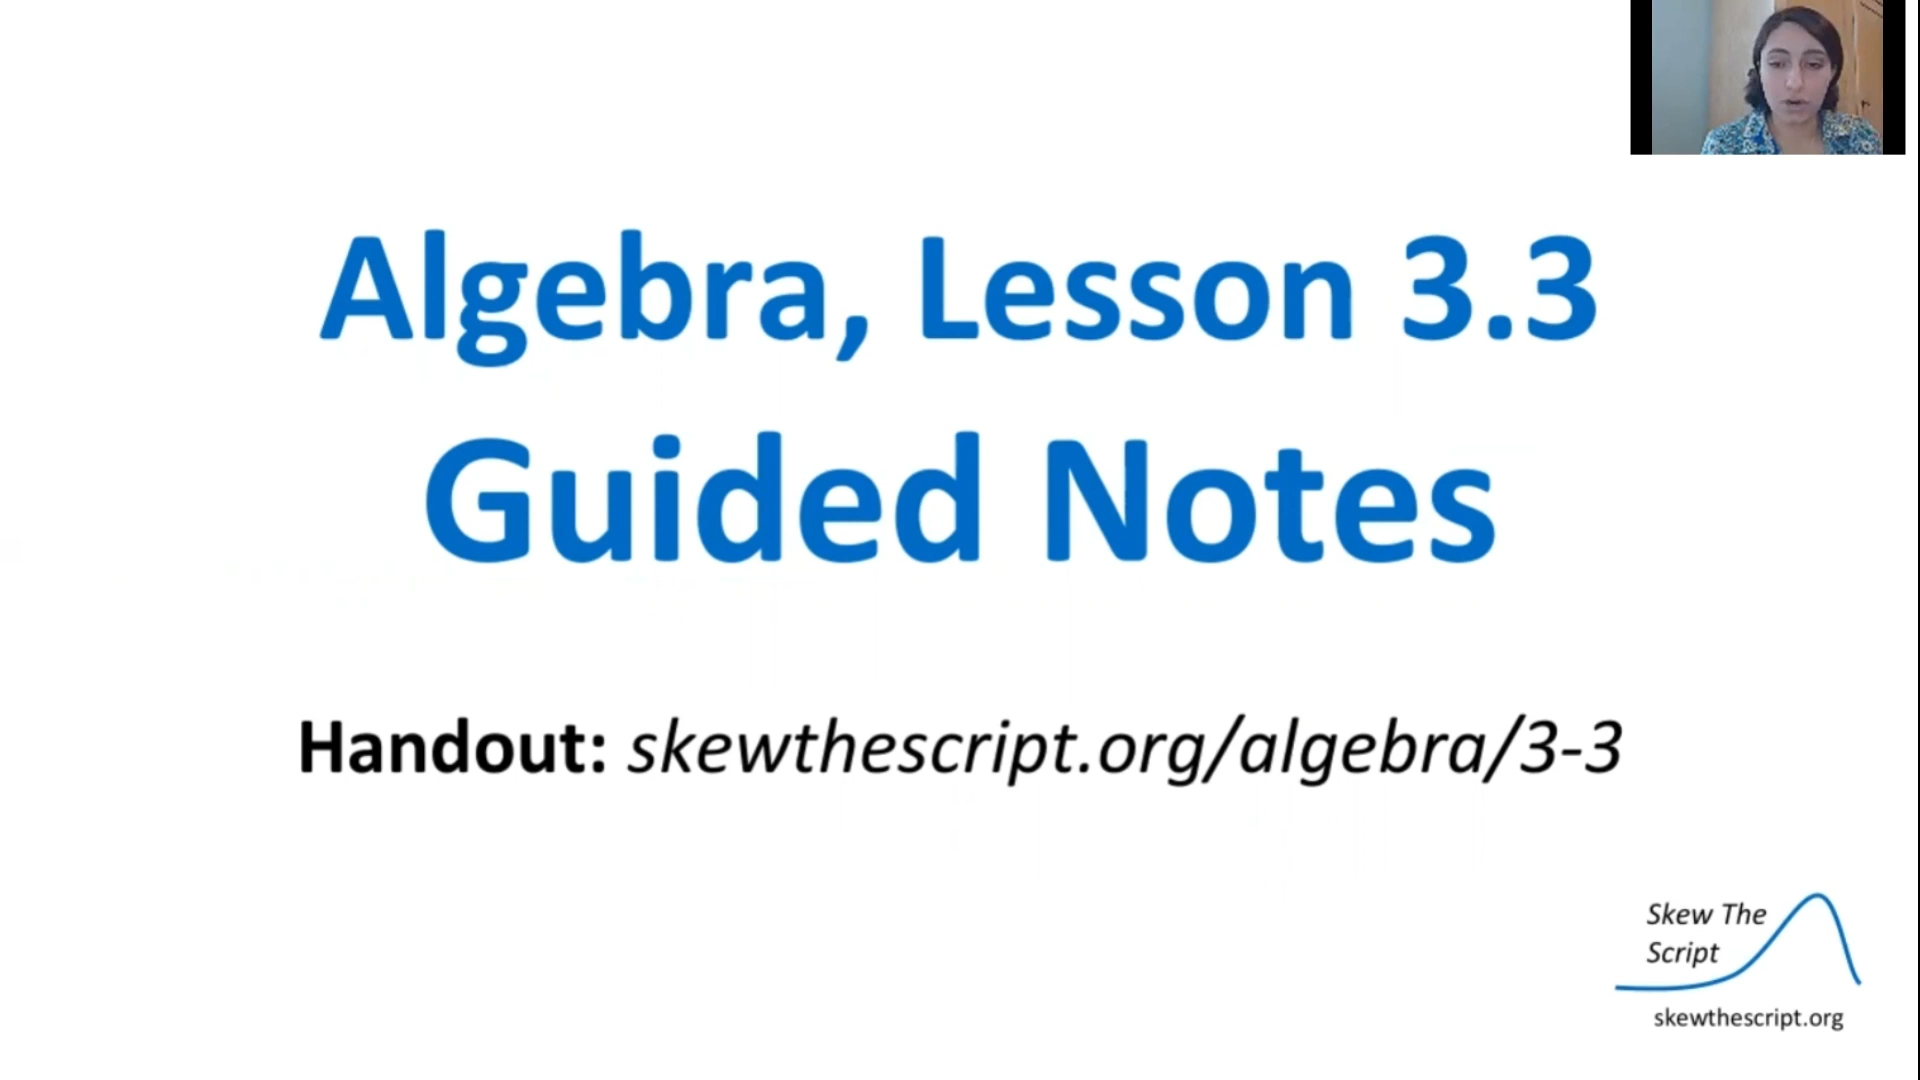 Algebra, Lesson 3.3
Guided Notes
Handout: skewthescript.org/algebra/3-3
Skew The
Script
skewthescript.org